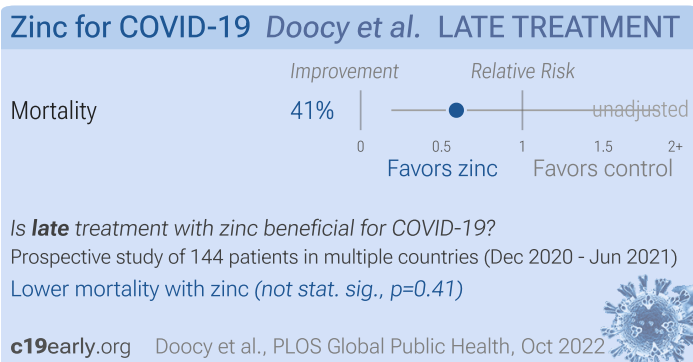 Zinc for COVID-19 Doocy et al. LATE TREATMENT
Improvement Relative Risk
Mortality 41% unadjusted
0 0.5 1 1.5 2+
Favors zinc Favors control
Is late treatment with zinc beneficial for COVID-19?
Prospective study of 144 patients in multiple countries (Dec 2020 - Jun 2021)
Lower mortality with zinc (not stat. sig., p=0.41)
c19early.org Doocy et al., PLOS Global Public Health, Oct 2022